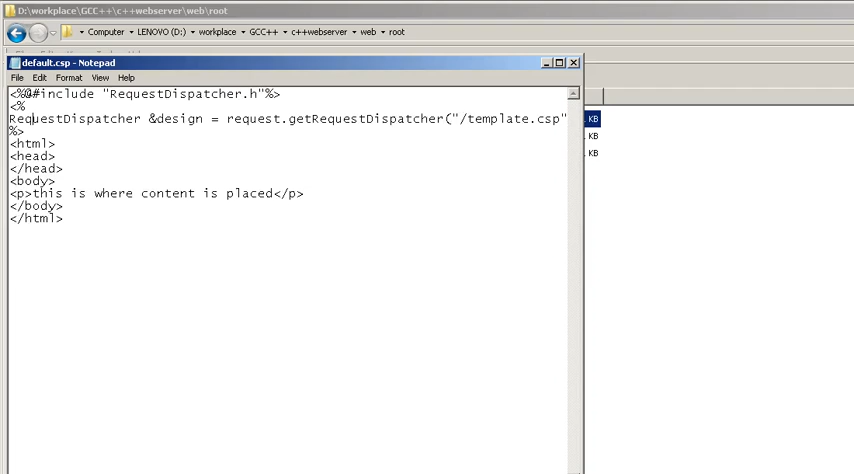 D:\workplace\GCC++\c++webserver\web\root
Computer LENOVO (D:) workplace GCC++ c++webserver web root
default.csp - Notepad
File Edit Format View Help
<%@#include "RequestDispatcher.h"%>
<%
RequestDispatcher &design = request.getRequestDispatcher("/template.csp"
%>
<html>
<head>
</head>
<body>
<p>this is where content is placed</p>
</body>
</html>
KB
KB
KB